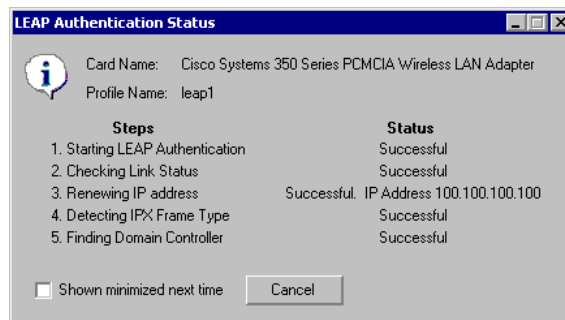 LEAP Authentication Status
Card Name: Cisco Systems 350 Series PCMCIA Wireless LAN Adapter
Profile Name: leap1
Steps Status
1. Starting LEAP Authentication Successful
2. Checking Link Status Successful
3. Renewing IP address Successful. IP Address 100.100.100.100
4. Detecting IPX Frame Type Successful
5. Finding Domain Controller Successful
Shown minimized next time Cancel